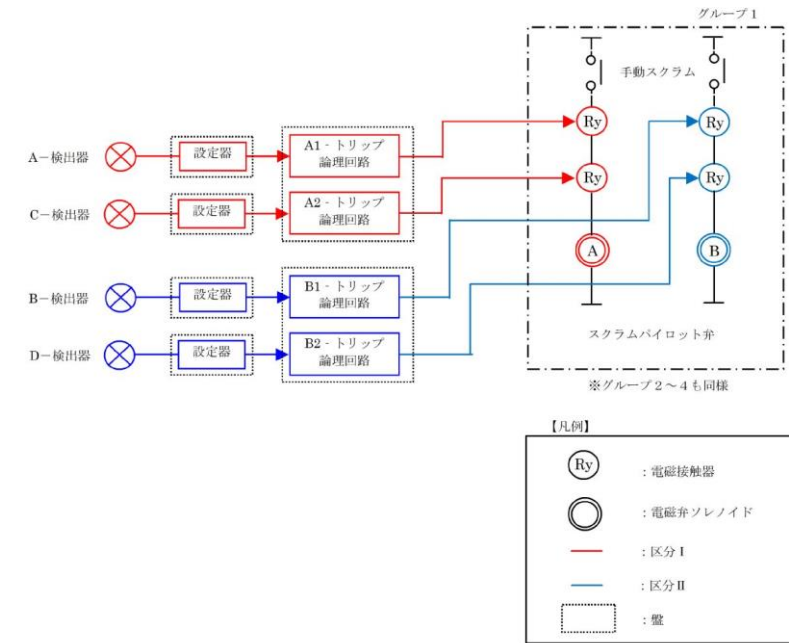 グループ 1
手動スクラム
Ry
Ry
Ry
Ry
A
B
スクラムパイロット弁
※グループ 2 ～ 4 も同様
A－検出器
設定器
A1 - トリップ
論理回路
C－検出器
設定器
A2 - トリップ
論理回路
B－検出器
設定器
B1 - トリップ
論理回路
D－検出器
設定器
B2 - トリップ
論理回路
【凡例】
Ry
：電磁接触器
：電磁弁ソレノイド
：区分Ⅰ
：区分Ⅱ
：盤